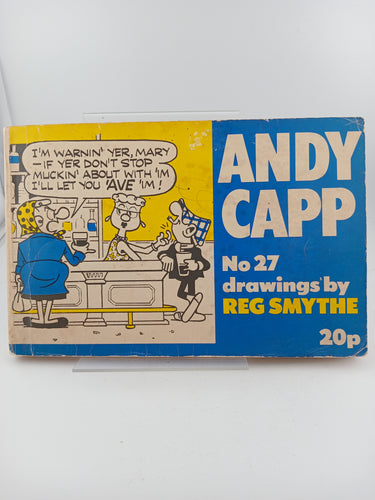 I'M WARNIN' YER, MARY
—IF YER DON'T STOP
MUCKIN' ABOUT WITH 'IM
I'LL LET YOU 'AVE 'IM!
ANDY
CAPP
No 27
drawings by
REG SMYTHE
20p